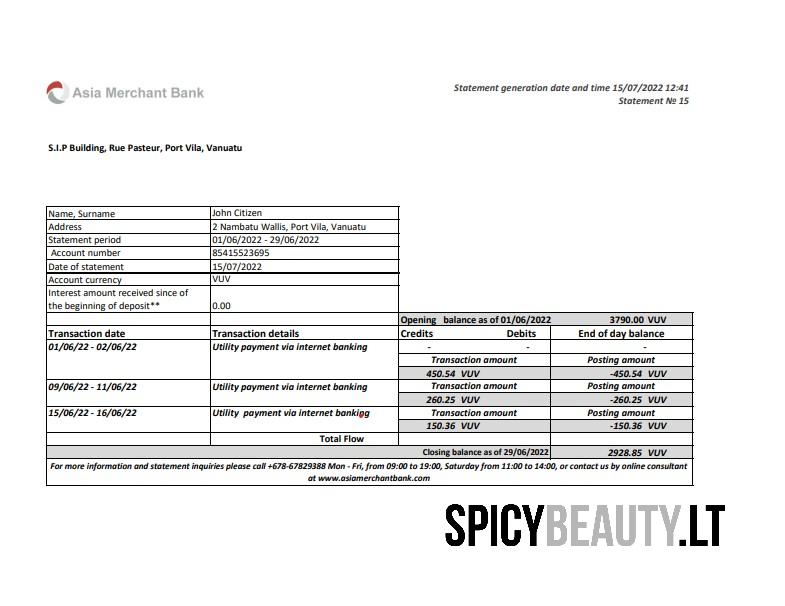 Asia Merchant Bank
Statement generation date and time 15/07/2022 12:41
Statement № 15
S.I.P Building, Rue Pasteur, Port Vila, Vanuatu
Name, Surname John Citizen
Address 2 Nambatu Wallis, Port Vila, Vanuatu
Statement period 01/06/2022 - 29/06/2022
Account number 85415523695
Date of statement 15/07/2022
Account currency VUV
Interest amount received since of
the beginning of deposit** 0.00
Opening balance as of 01/06/2022 3790.00 VUV
Transaction date Transaction details Credits Debits End of day balance
01/06/22 - 02/06/22 Utility payment via internet banking - - -
Transaction amount Posting amount
450.54 VUV -450.54 VUV
09/06/22 - 11/06/22 Utility payment via internet banking Transaction amount Posting amount
260.25 VUV -260.25 VUV
15/06/22 - 16/06/22 Utility payment via internet banking Transaction amount Posting amount
150.36 VUV -150.36 VUV
Total Flow
Closing balance as of 29/06/2022 2928.85 VUV
For more information and statement inquiries please call +678-67829388 Mon - Fri, from 09:00 to 19:00, Saturday from 11:00 to 14:00, or contact us by online consultant
at www.asiamerchantbank.com
SPICYBEAUTY.LT